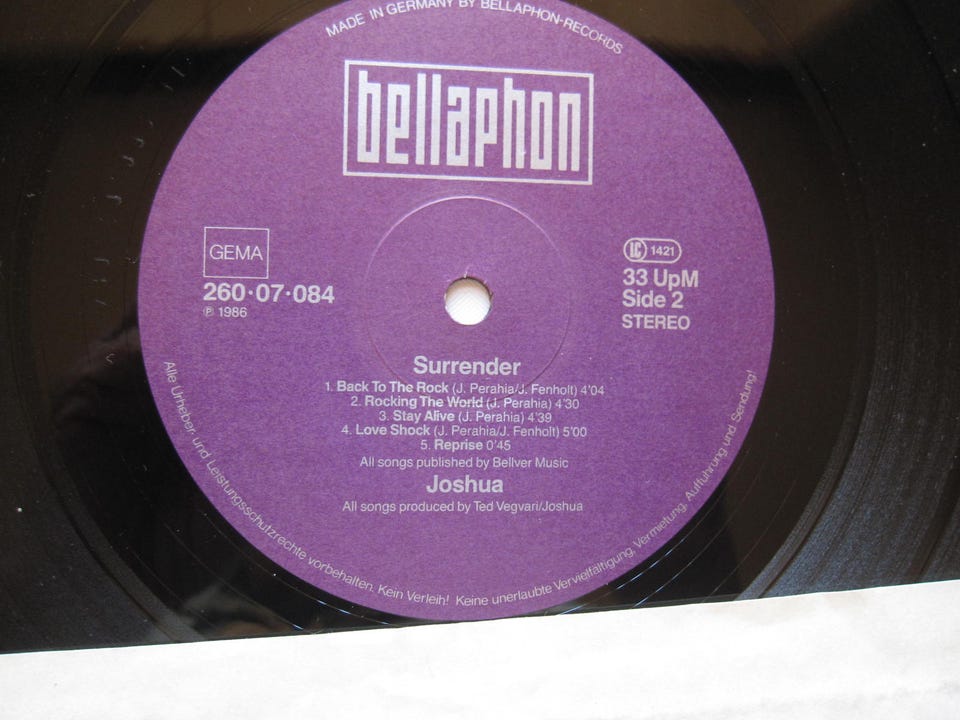 MADE IN GERMANY BY BELLAPHON-RECORDS
bellaphon
GEMA
260·07·084
℗ 1986
LC 1421
33 UpM
Side 2
STEREO
Surrender
1. Back To The Rock (J. Perahia/J. Fenholt) 4'04
2. Rocking The World (J. Perahia) 4'30
3. Stay Alive (J. Perahia) 4'39
4. Love Shock (J. Perahia/J. Fenholt) 5'00
5. Reprise 0'45
All songs published by Bellver Music
Joshua
All songs produced by Ted Vegvari/Joshua
Alle Urheber- und Leistungsschutzrechte vorbehalten. Kein Verleih! Keine unerlaubte Vervielfältigung, Vermietung, Aufführung und Sendung!